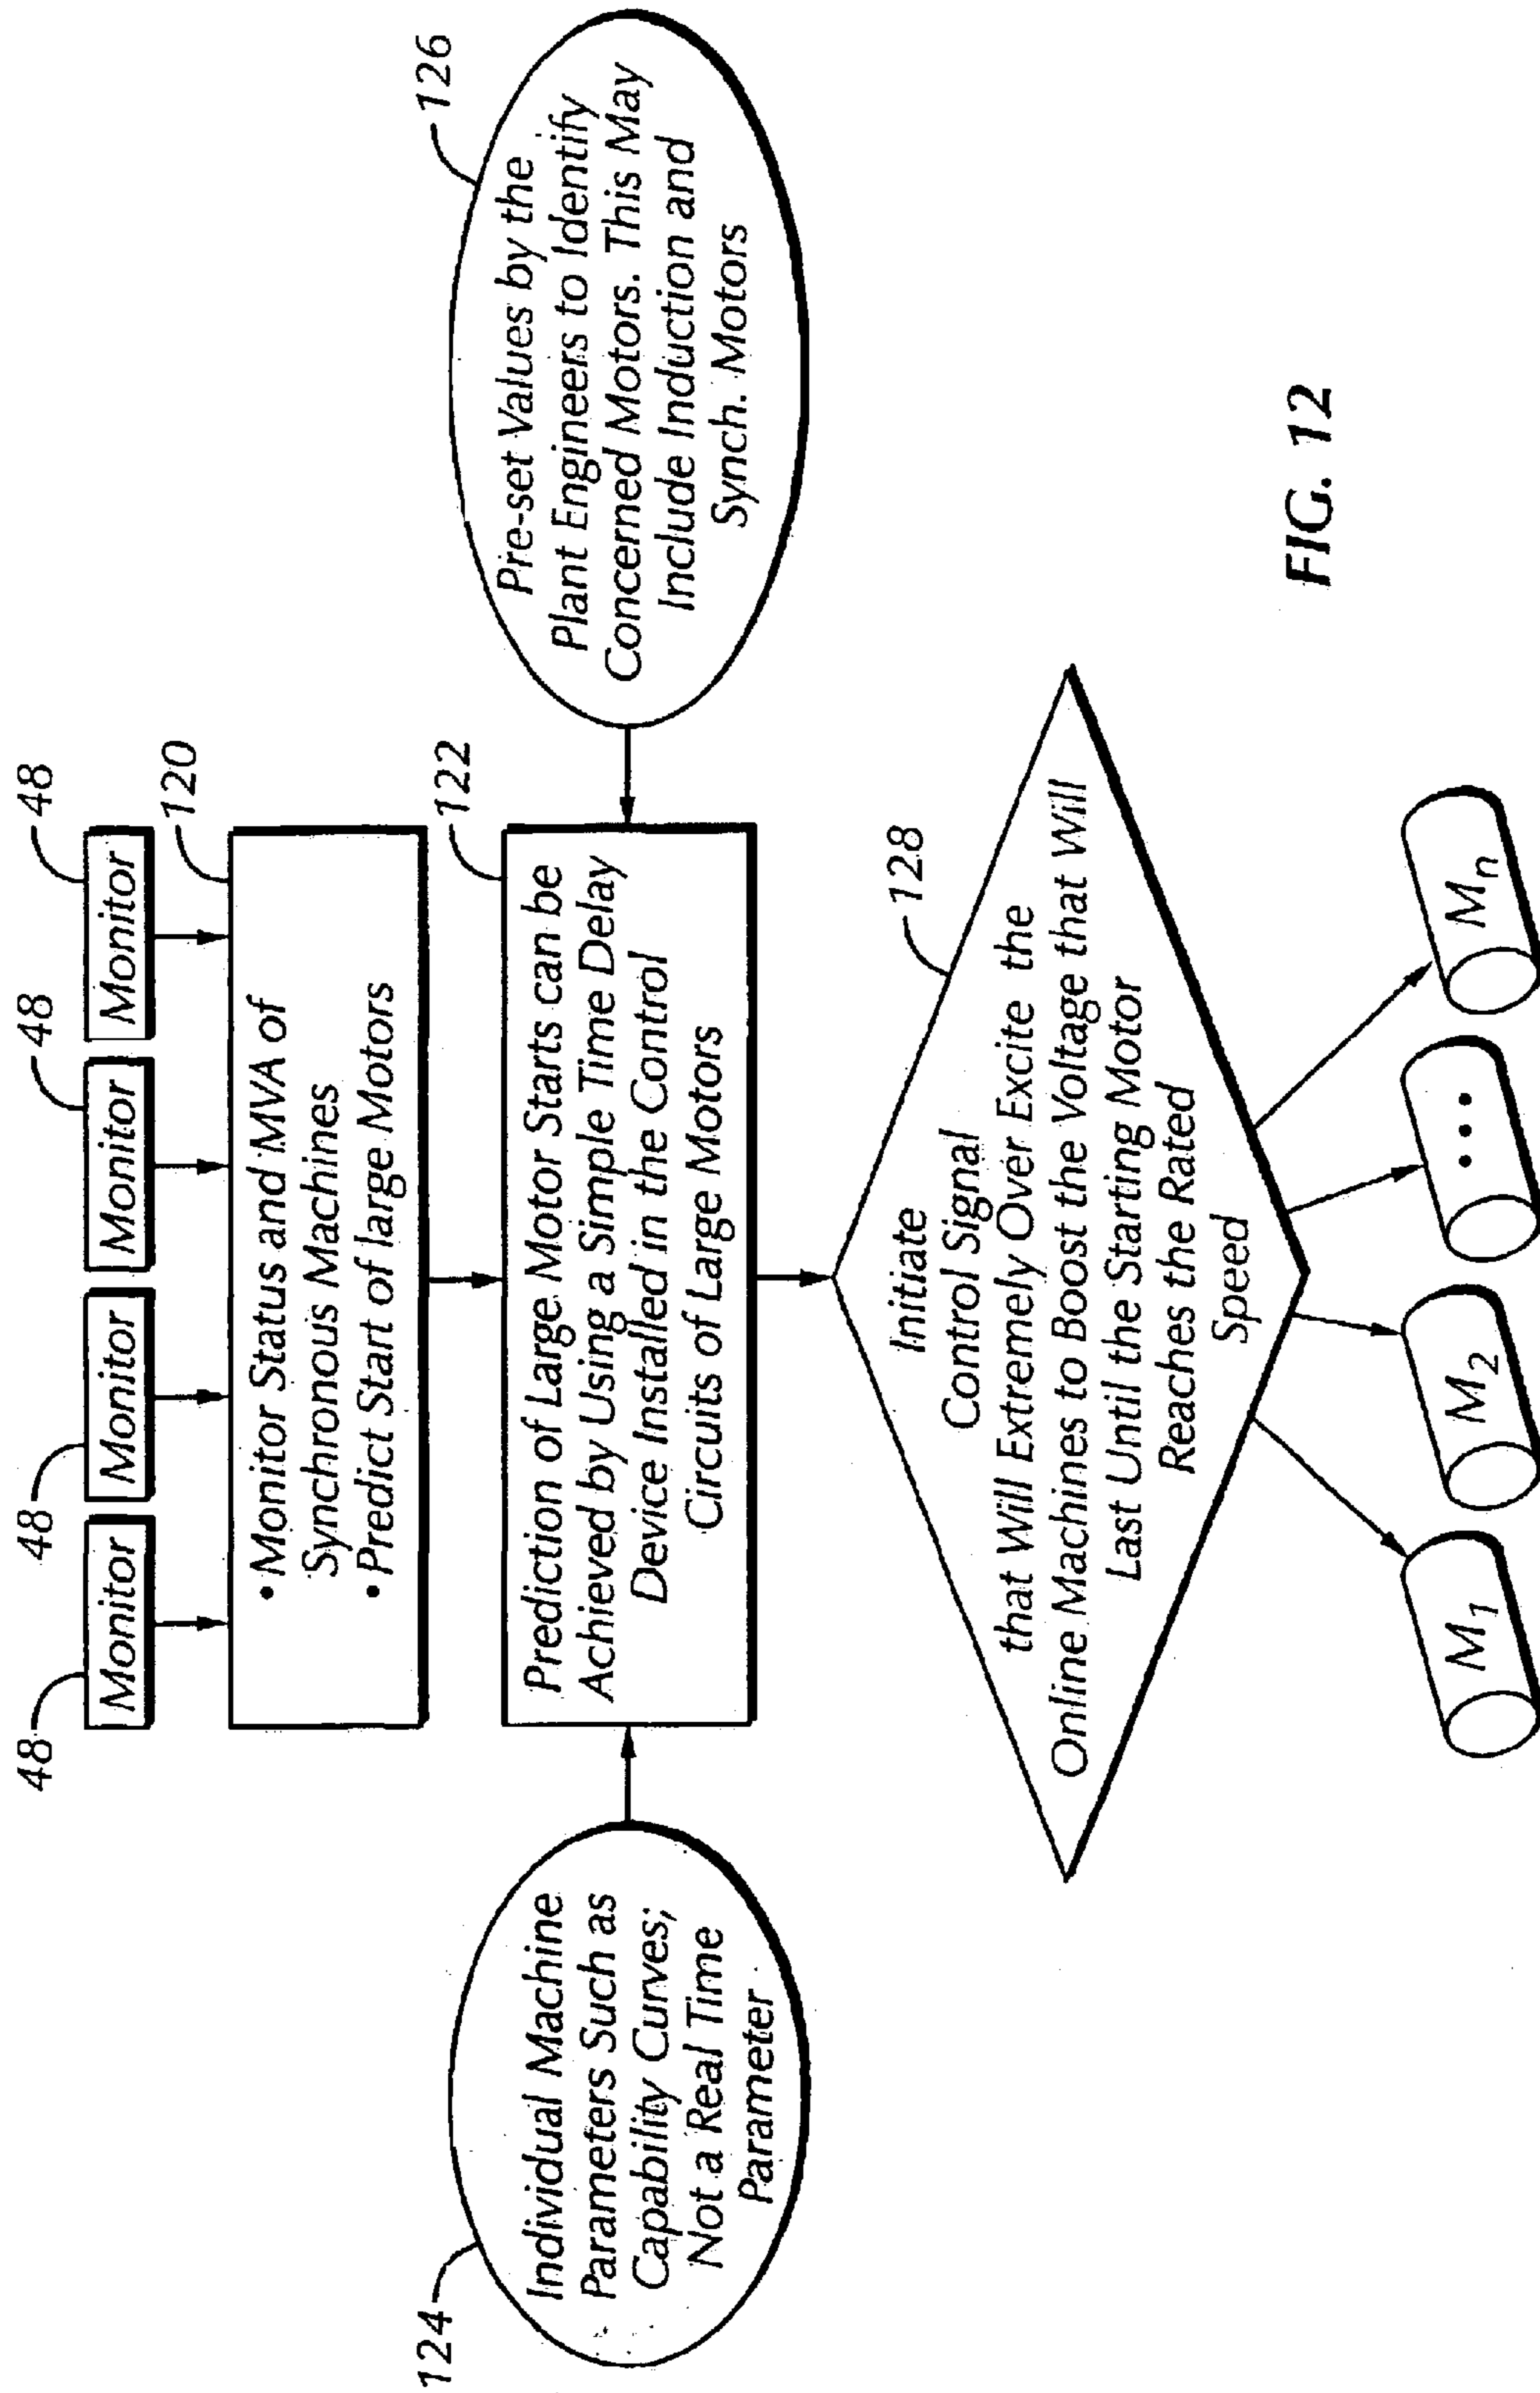 48
48
48
48
Monitor
Monitor
Monitor
Monitor
120
• Monitor Status and MVA of
Synchronous Machines
• Predict Start of large Motors
122
Prediction of Large Motor Starts can be
Achieved by Using a Simple Time Delay
Device Installed in the Control
Circuits of Large Motors
124
Individual Machine
Parameters Such as
Capability Curves;
Not a Real Time
Parameter
126
Pre-set Values by the
Plant Engineers to Identify
Concerned Motors. This May
Include Induction and
Synch. Motors
128
Initiate
Control Signal
that Will Extremely Over Excite the
Online Machines to Boost the Voltage that Will
Last Until the Starting Motor
Reaches the Rated
Speed
M1
M2
• • •
Mn
FIG. 12